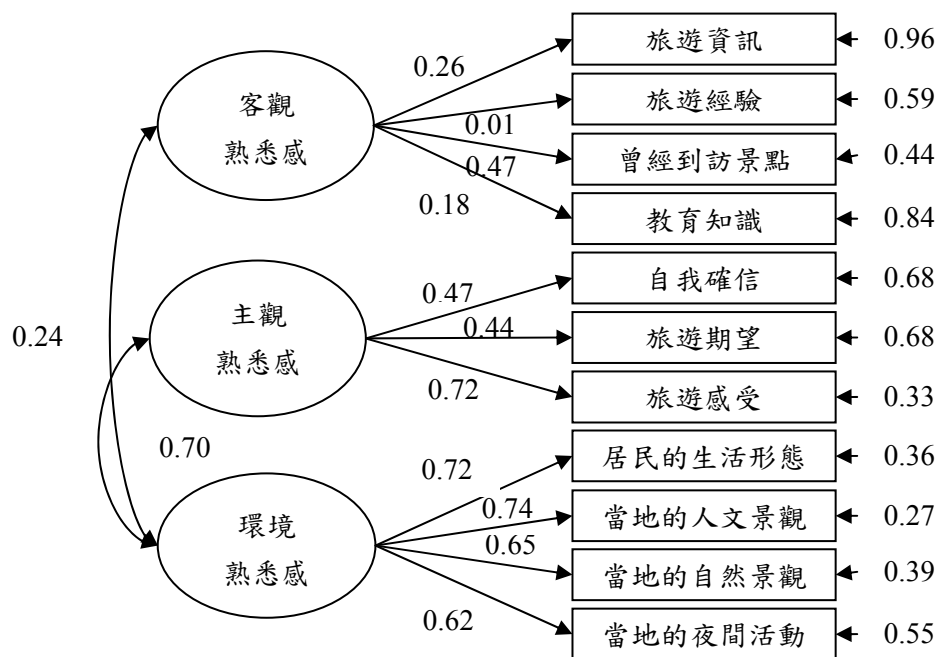 客觀
熟悉感
0.26
0.01
0.47
0.18
旅遊資訊
0.96
旅遊經驗
0.59
曾經到訪景點
0.44
教育知識
0.84
0.24
主觀
熟悉感
0.47
0.44
0.72
自我確信
0.68
旅遊期望
0.68
旅遊感受
0.33
0.70
環境
熟悉感
0.72
0.74
0.65
0.62
居民的生活形態
0.36
當地的人文景觀
0.27
當地的自然景觀
0.39
當地的夜間活動
0.55